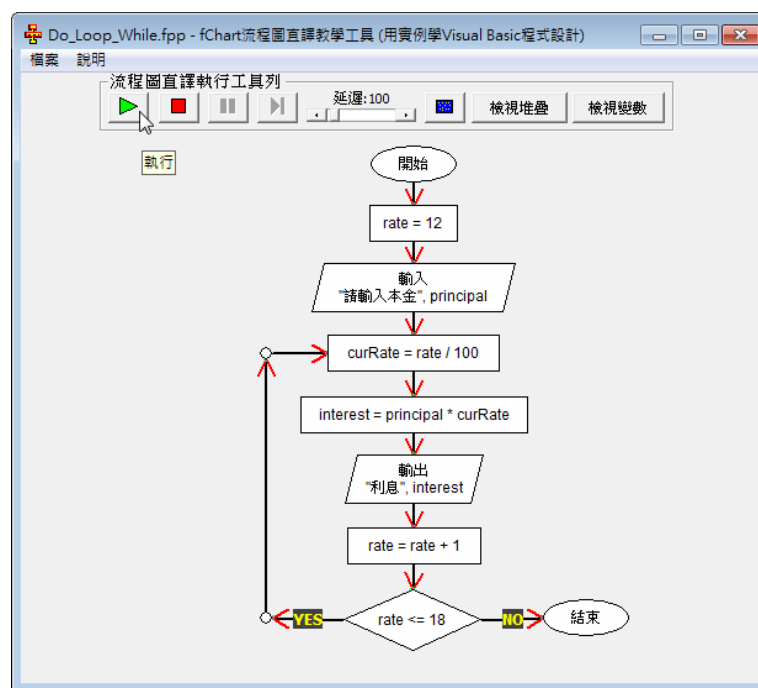 Do_Loop_While.fpp - fChart流程圖直譯教學工具 (用實例學Visual Basic程式設計)
檔案 說明
流程圖直譯執行工具列
延遲:100
檢視堆疊
檢視變數
執行
開始
rate = 12
輸入
"請輸入本金", principal
curRate = rate / 100
interest = principal * curRate
輸出
"利息", interest
rate = rate + 1
YES
rate <= 18
NO
結束